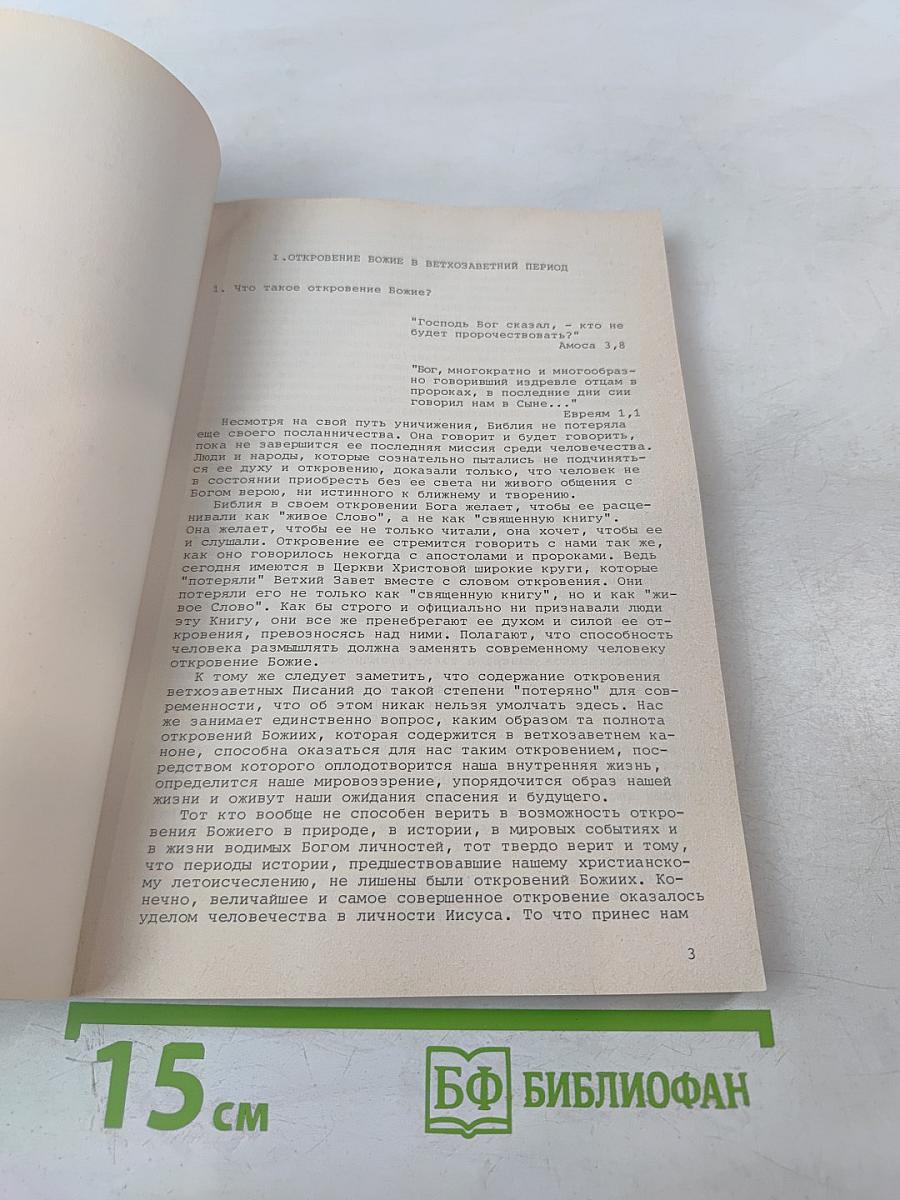 I.ОТКРОВЕНИЕ БОЖИЕ В ВЕТХОЗАВЕТНИЙ ПЕРИОД
1. Что такое откровение Божие?
"Господь Бог сказал, - кто не
будет пророчествовать?"
Амоса 3,8
"Бог, многократно и многообраз-
но говоривший издревле отцам в
пророках, в последние дни сии
говорил нам в Сыне..."
Евреям 1,1
Несмотря на свой путь уничижения, Библия не потеряла
еще своего посланничества. Она говорит и будет говорить,
пока не завершится ее последняя миссия среди человечества.
Люди и народы, которые сознательно пытались не подчинять-
ся ее духу и откровению, доказали только, что человек не
в состоянии приобресть без ее света ни живого общения с
Богом верою, ни истинного к ближнему и творению.
Библия в своем откровении Бога желает, чтобы ее расце-
нивали как "живое Слово", а не как "священную книгу".
Она желает, чтобы ее не только читали, она хочет, чтобы ее
и слушали. Откровение ее стремится говорить с нами так же,
как оно говорилось некогда с апостолами и пророками. Ведь
сегодня имеются в Церкви Христовой широкие круги, которые
"потеряли" Ветхий Завет вместе с словом откровения. Они
потеряли его не только как "священную книгу", но и как "жи-
вое Слово". Как бы строго и официально ни признавали люди
эту Книгу, они все же пренебрегают ее духом и силой ее от-
кровения, превозносясь над ними. Полагают, что способность
человека размышлять должна заменять современному человеку
откровение Божие.
К тому же следует заметить, что содержание откровения
ветхозаветных Писаний до такой степени "потеряно" для сов-
ременности, что об этом никак нельзя умолчать здесь. Нас
же занимает единственно вопрос, каким образом та полнота
откровений Божиих, которая содержится в ветхозаветнем ка-
ноне, способна оказаться для нас таким откровением, пос-
редством которого оплодотворится наша внутренняя жизнь,
определится наше мировоззрение, упорядочится образ нашей
жизни и оживут наши ожидания спасения и будущего.
Тот кто вообще не способен верить в возможность откро-
вения Божиего в природе, в истории, в мировых событиях и
в жизни водимых Богом личностей, тот твердо верит и тому,
что периоды истории, предшествовавшие нашему христианско-
му летоисчеслению, не лишены были откровений Божиих. Ко-
нечно, величайшее и самое совершенное откровение оказалось
уделом человечества в личности Иисуса. То что принес нам
3
15 см
БФ БИБЛИОФАН